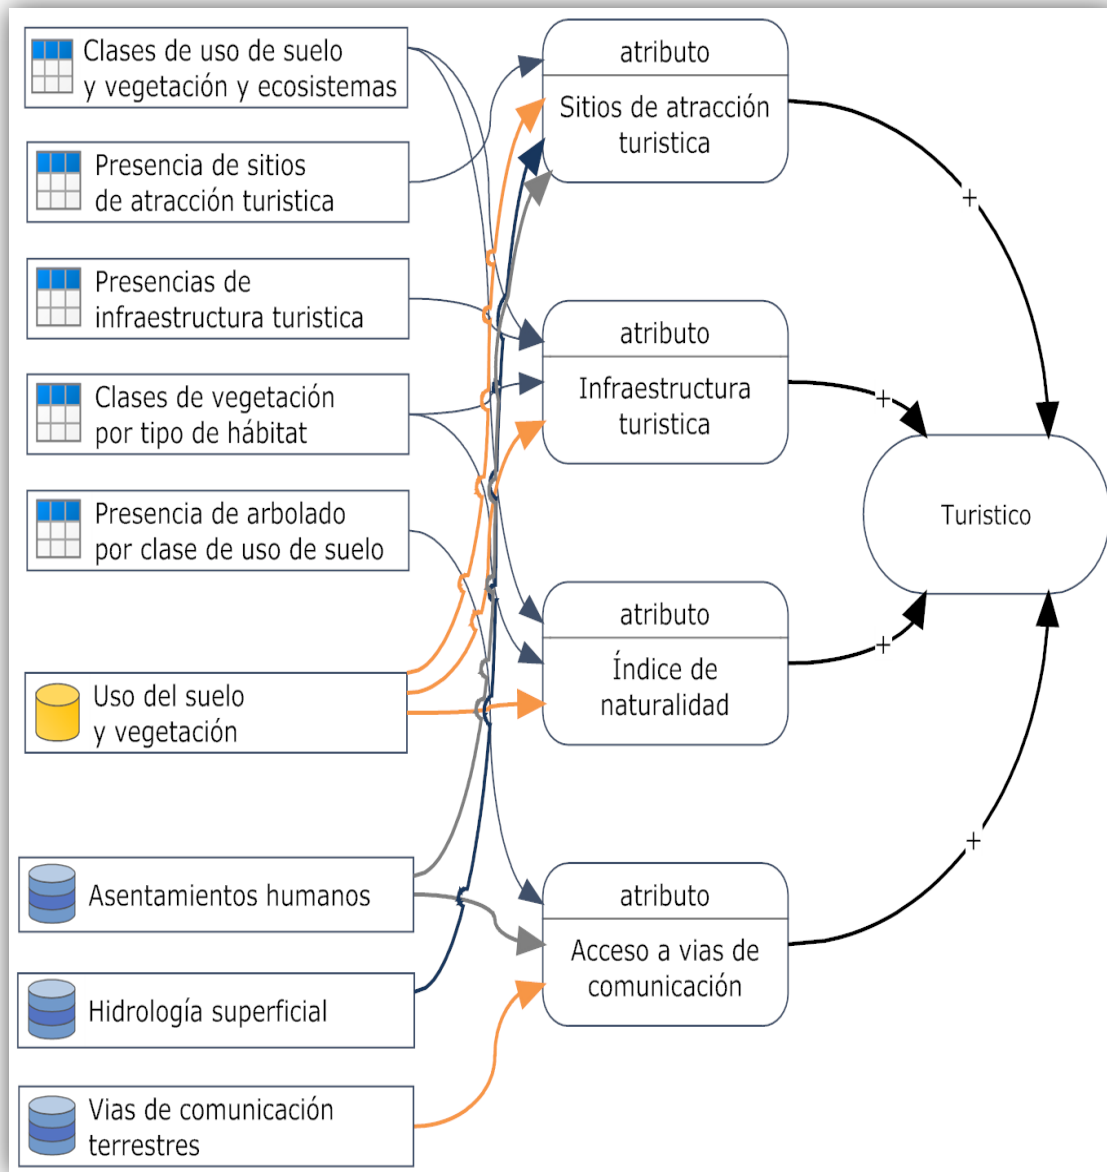 Clases de uso de suelo
y vegetación y ecosistemas
Presencia de sitios
de atracción turistica
Presencias de
infraestructura turistica
Clases de vegetación
por tipo de hábitat
Presencia de arbolado
por clase de uso de suelo
Uso del suelo
y vegetación
Asentamientos humanos
Hidrología superficial
Vias de comunicación
terrestres
atributo
Sitios de atracción
turistica
atributo
Infraestructura
turistica
atributo
Índice de
naturalidad
atributo
Acceso a vias de
comunicación
+
+
+
+
Turistico